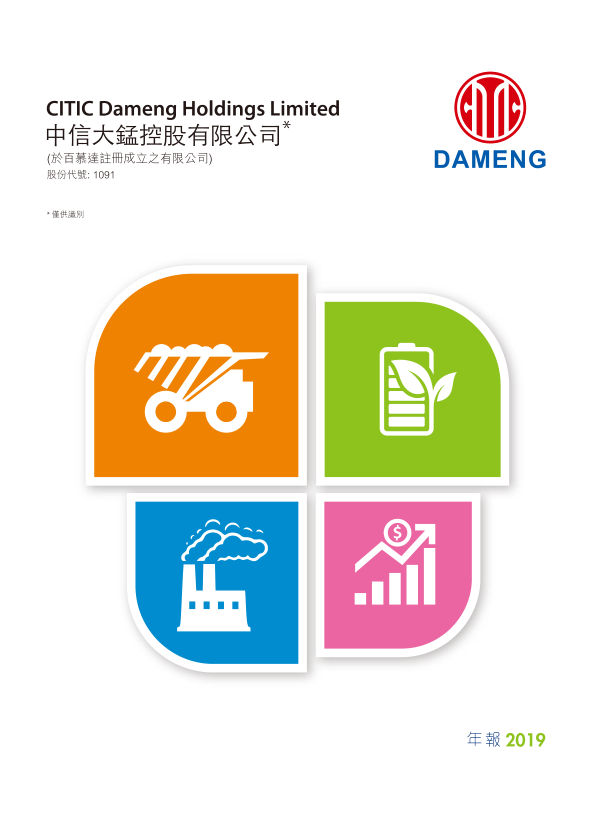 CITIC Dameng Holdings Limited
中信大錳控股有限公司*
(於百慕達註冊成立之有限公司)
股份代號: 1091
* 僅供識別
CITIC
DAMENG
$
年報 2019